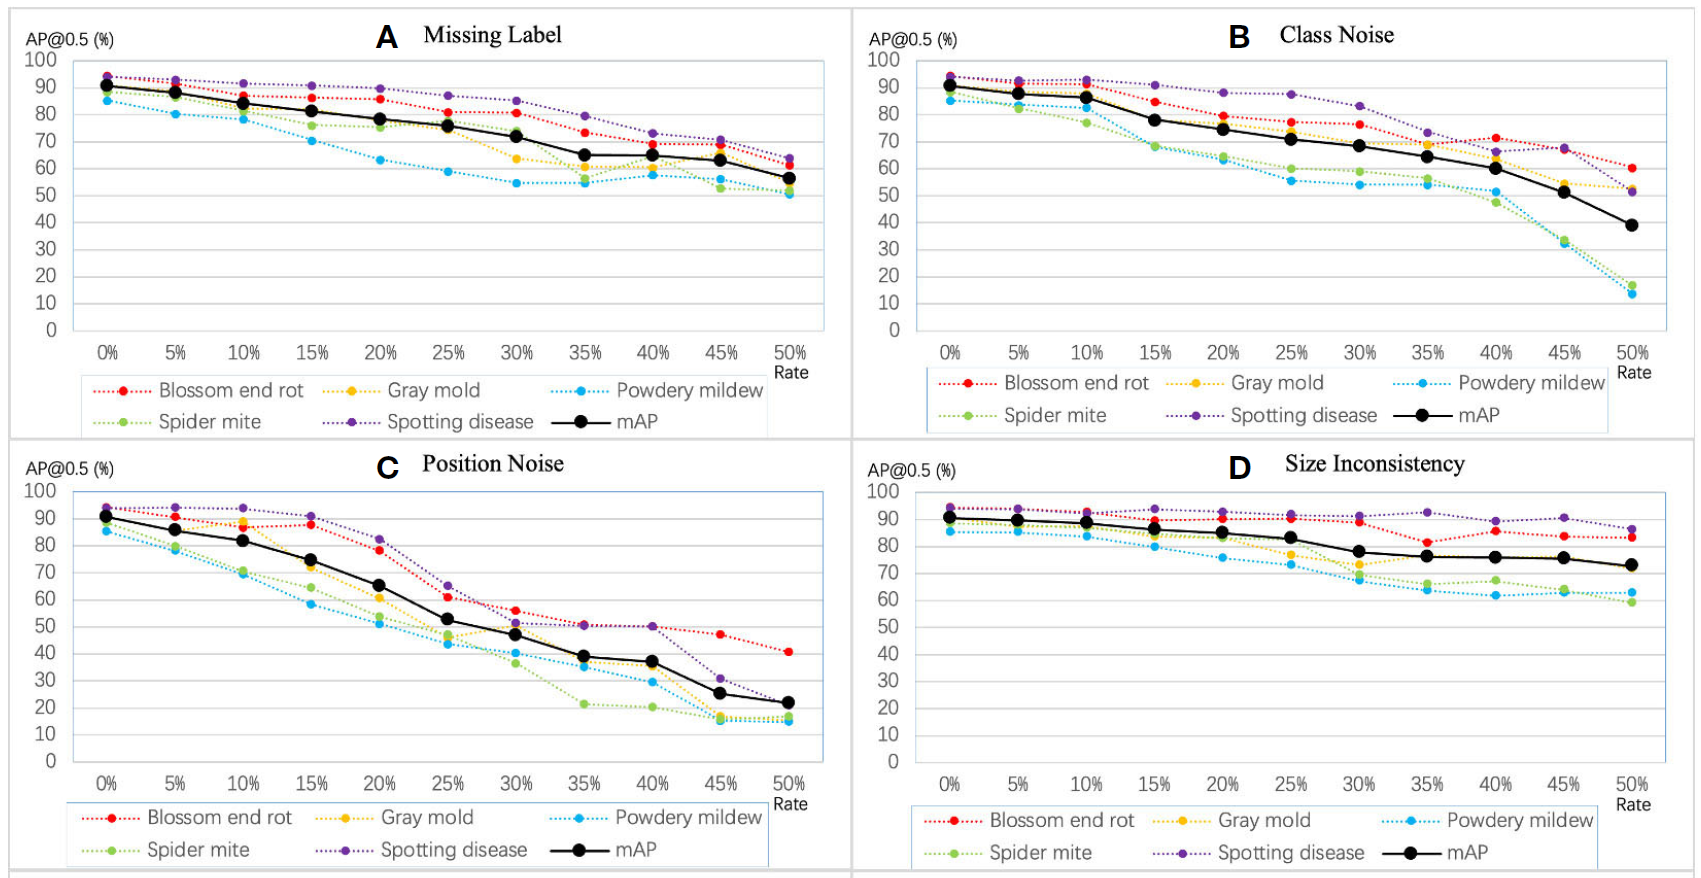 AP@0.5 (%)
A Missing Label
100
90
80
70
60
50
40
30
20
10
0
0% 5% 10% 15% 20% 25% 30% 35% 40% 45% 50%
Rate
Blossom end rot Gray mold Powdery mildew
Spider mite Spotting disease mAP
AP@0.5 (%)
B Class Noise
100
90
80
70
60
50
40
30
20
10
0
0% 5% 10% 15% 20% 25% 30% 35% 40% 45% 50%
Rate
Blossom end rot Gray mold Powdery mildew
Spider mite Spotting disease mAP
AP@0.5 (%)
C Position Noise
100
90
80
70
60
50
40
30
20
10
0
0% 5% 10% 15% 20% 25% 30% 35% 40% 45% 50%
Rate
Blossom end rot Gray mold Powdery mildew
Spider mite Spotting disease mAP
AP@0.5 (%)
D Size Inconsistency
100
90
80
70
60
50
40
30
20
10
0
0% 5% 10% 15% 20% 25% 30% 35% 40% 45% 50%
Rate
Blossom end rot Gray mold Powdery mildew
Spider mite Spotting disease mAP